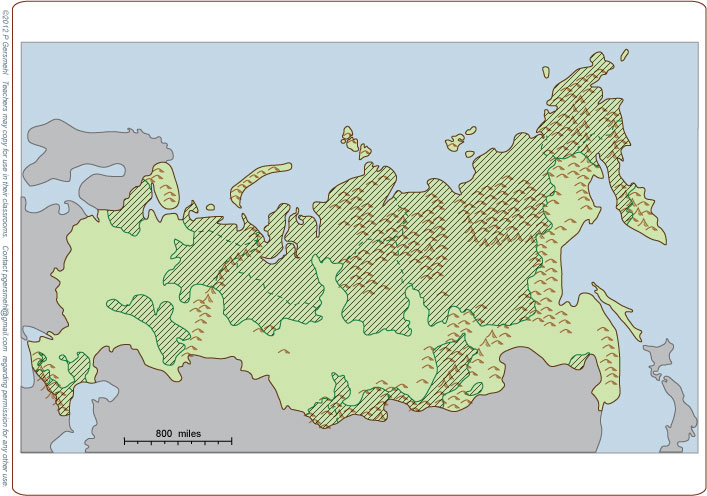 ©2012 P Gersmehl   Teachers may copy for use in their classrooms.   Contact pgersmehl@gmail.com   regarding permission for any other use.
800 miles